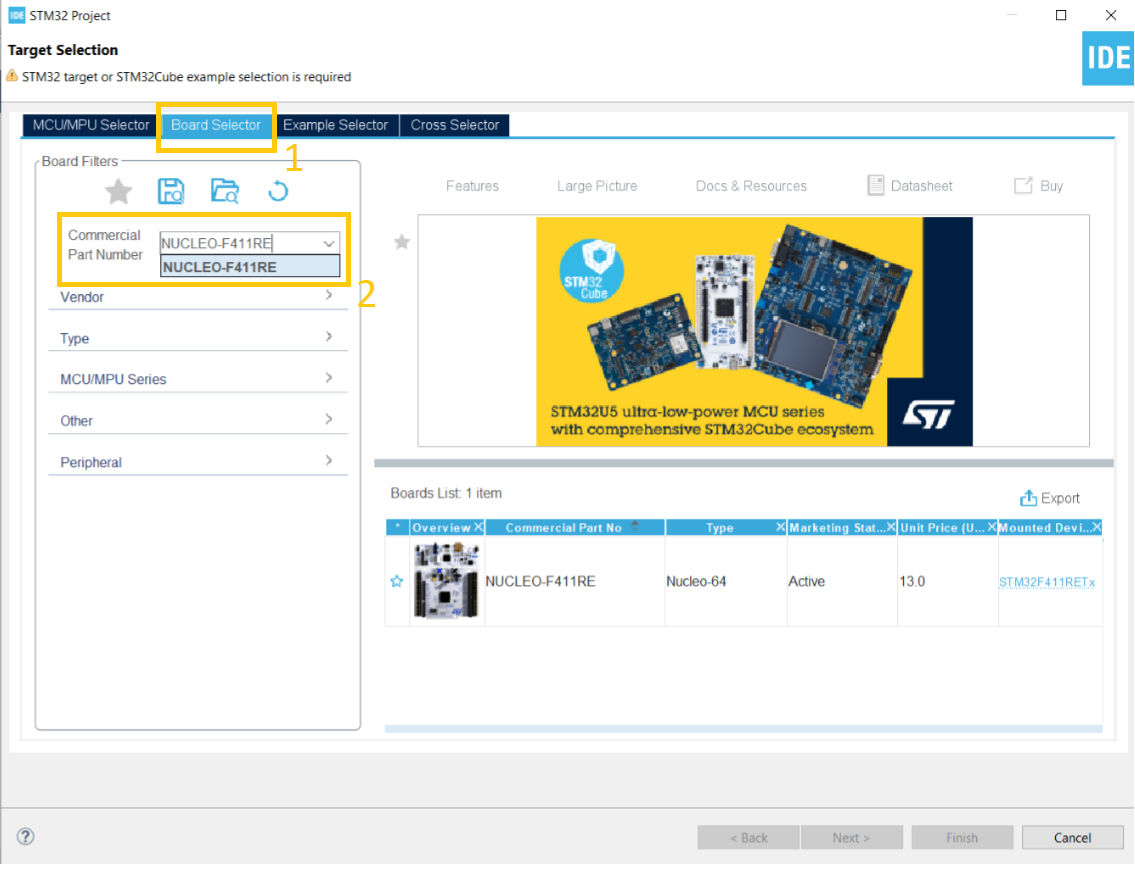 IDE STM32 Project
Target Selection
STM32 target or STM32Cube example selection is required
IDE
MCU/MPU Selector Board Selector Example Selector Cross Selector
1
Board Filters
Features Large Picture Docs & Resources Datasheet Buy
Commercial
Part Number
NUCLEO-F411RE
NUCLEO-F411RE
2
Vendor
Type
MCU/MPU Series
Other
Peripheral
STM32
Cube
STM32U5 ultra-low-power MCU series
with comprehensive STM32Cube ecosystem
ST
Boards List: 1 item
Export
* Overview Commercial Part No Type Marketing Stat... Unit Price (U... Mounted Devi...
NUCLEO-F411RE Nucleo-64 Active 13.0 STM32F411RETx
? < Back Next > Finish Cancel